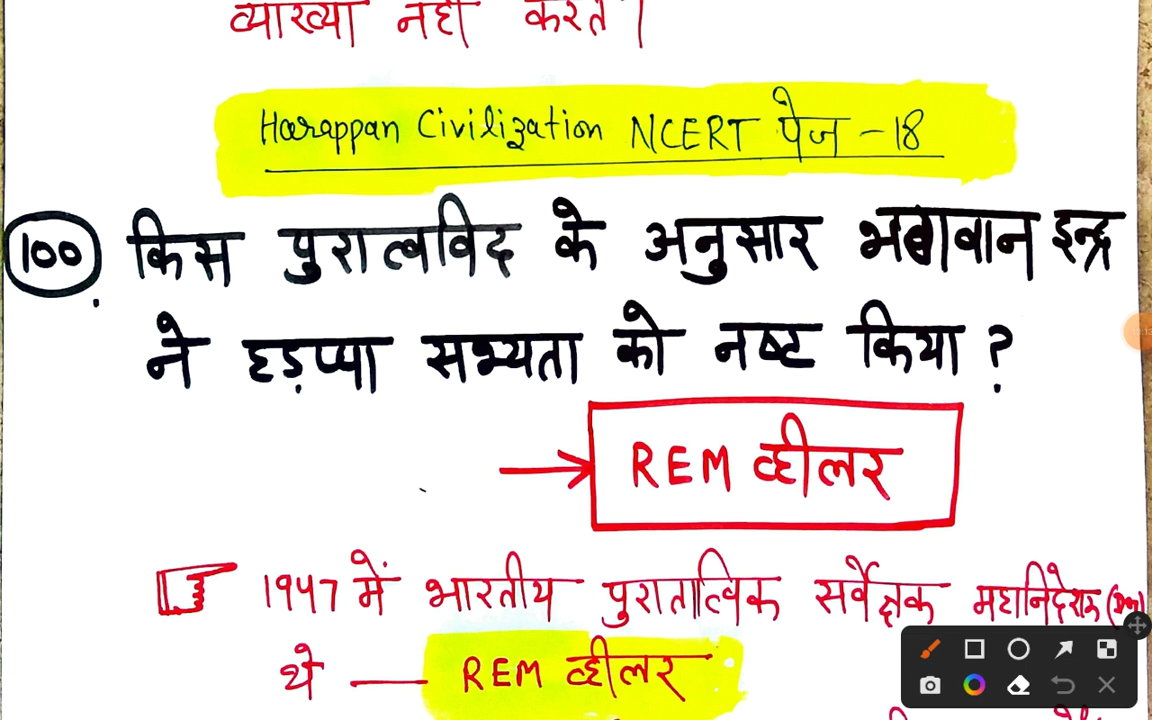 व्याख्या नहीं करते।
Harappan Civilization NCERT पेज - 18
100. किस पुरात्वविद के अनुसार भगवान इन्द्र
ने हड़प्पा सभ्यता को नष्ट किया ?
→ REM व्हीलर
1947 में भारतीय पुरातात्विक सर्वेक्षक महानिदेशक
थे — REM व्हीलर